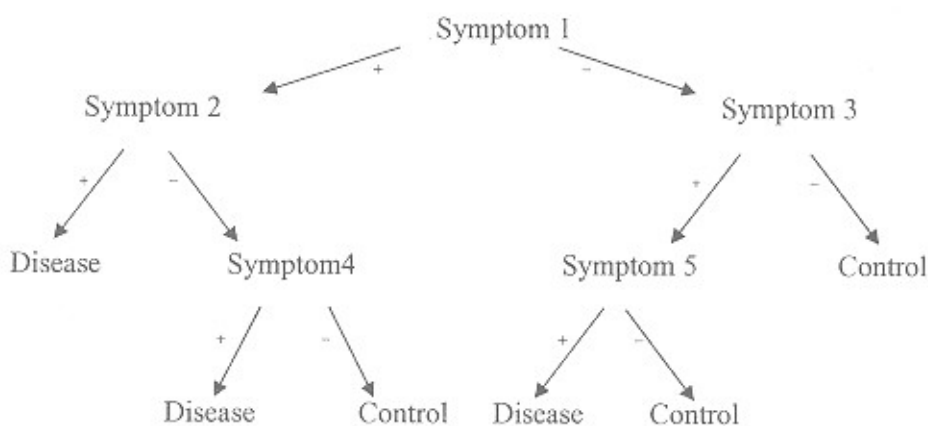 Symptom 1
+ −
Symptom 2 Symptom 3
+ − + −
Disease Symptom4 Symptom 5 Control
+ − + −
Disease Control Disease Control